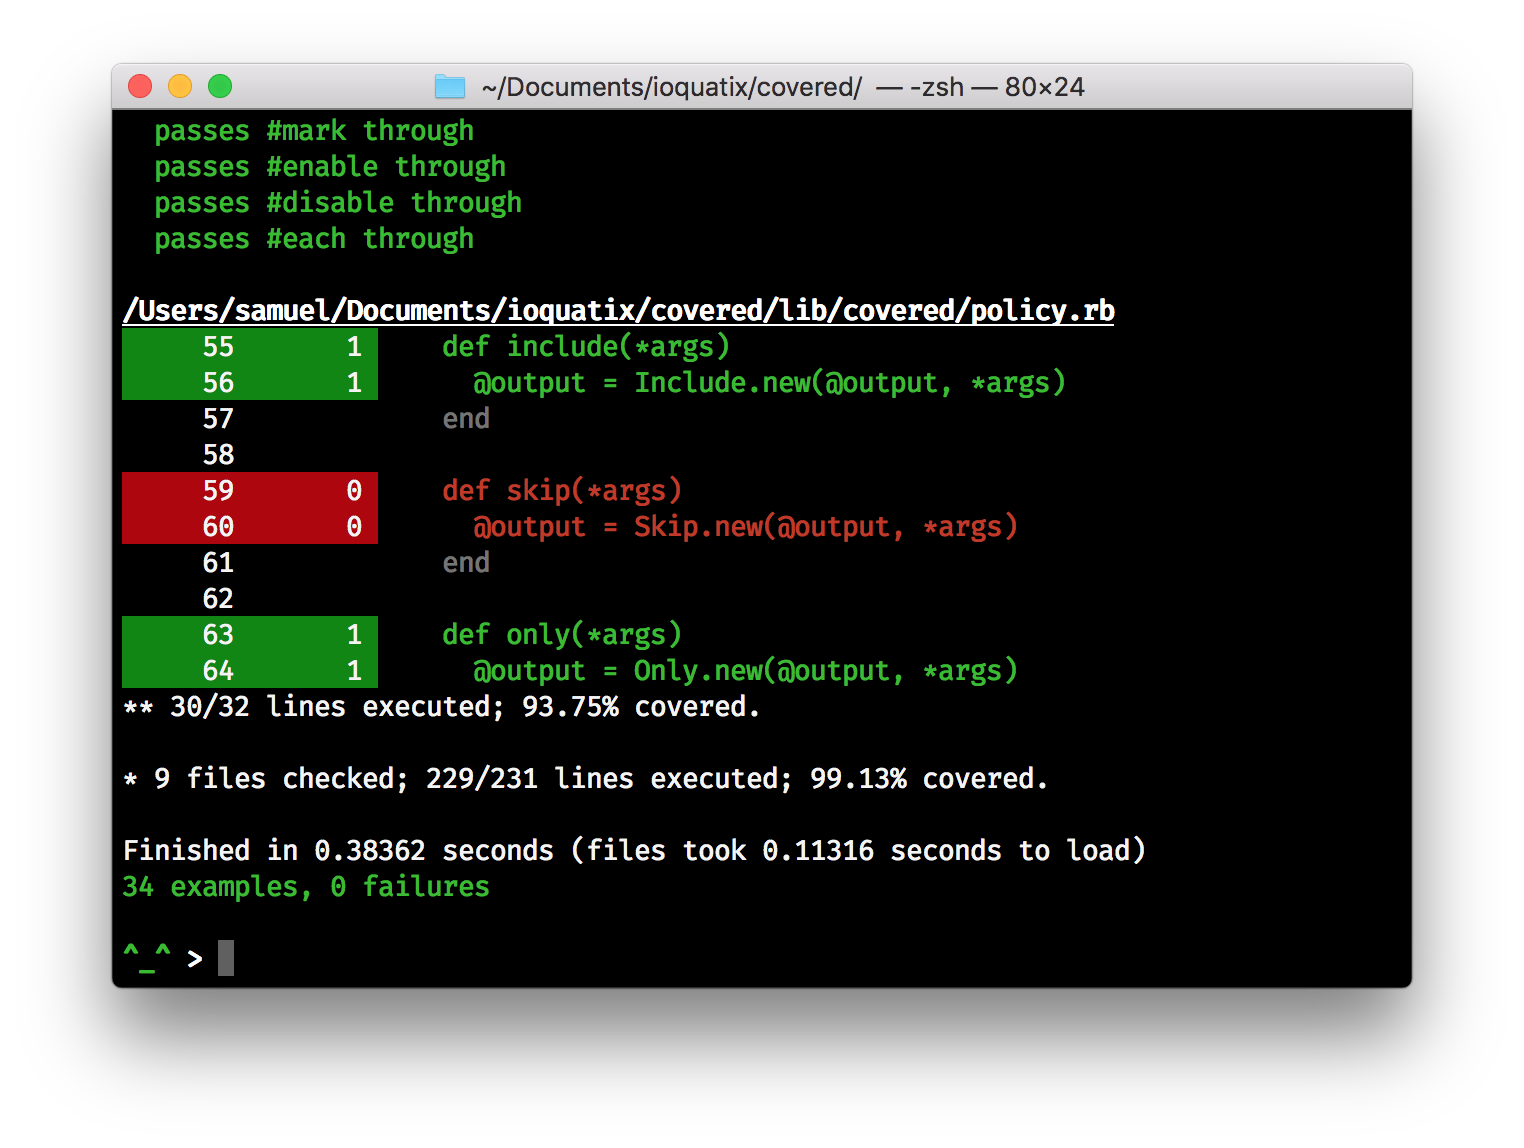 ~/Documents/ioquatix/covered/ — -zsh — 80×24
passes #mark through
passes #enable through
passes #disable through
passes #each through
/Users/samuel/Documents/ioquatix/covered/lib/covered/policy.rb
55 1 def include(*args)
56 1 @output = Include.new(@output, *args)
57 end
58
59 0 def skip(*args)
60 0 @output = Skip.new(@output, *args)
61 end
62
63 1 def only(*args)
64 1 @output = Only.new(@output, *args)
** 30/32 lines executed; 93.75% covered.
* 9 files checked; 229/231 lines executed; 99.13% covered.
Finished in 0.38362 seconds (files took 0.11316 seconds to load)
34 examples, 0 failures
^_^ >